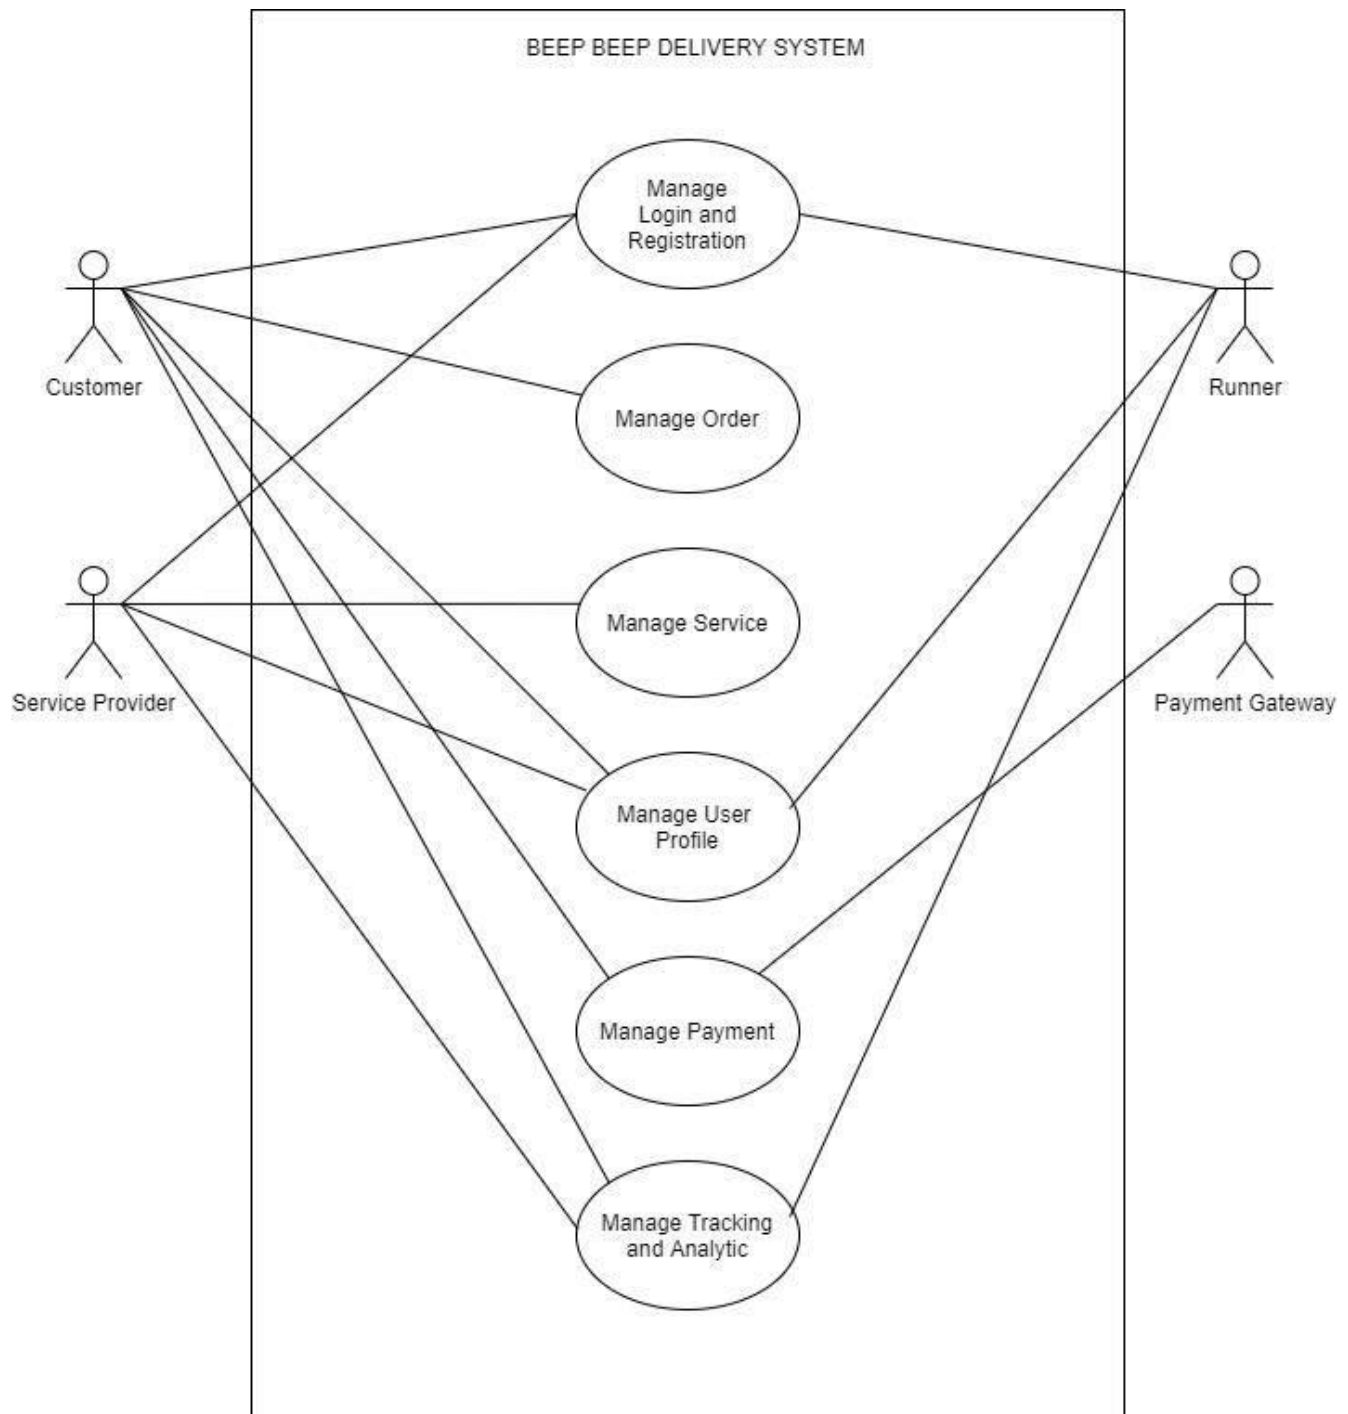 BEEP BEEP DELIVERY SYSTEM
Manage
Login and
Registration
Customer
Runner
Manage Order
Manage Service
Service Provider
Payment Gateway
Manage User
Profile
Manage Payment
Manage Tracking
and Analytic